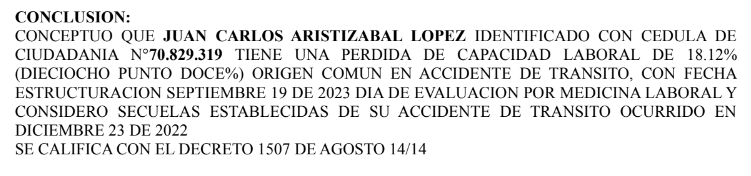 CONCLUSION:
CONCEPTUO QUE JUAN CARLOS ARISTIZABAL LOPEZ IDENTIFICADO CON CEDULA DE
CIUDADANIA N°70.829.319 TIENE UNA PERDIDA DE CAPACIDAD LABORAL DE 18.12%
(DIECIOCHO PUNTO DOCE%) ORIGEN COMUN EN ACCIDENTE DE TRANSITO, CON FECHA
ESTRUCTURACION SEPTIEMBRE 19 DE 2023 DIA DE EVALUACION POR MEDICINA LABORAL Y
CONSIDERO SECUELAS ESTABLECIDAS DE SU ACCIDENTE DE TRANSITO OCURRIDO EN
DICIEMBRE 23 DE 2022
SE CALIFICA CON EL DECRETO 1507 DE AGOSTO 14/14